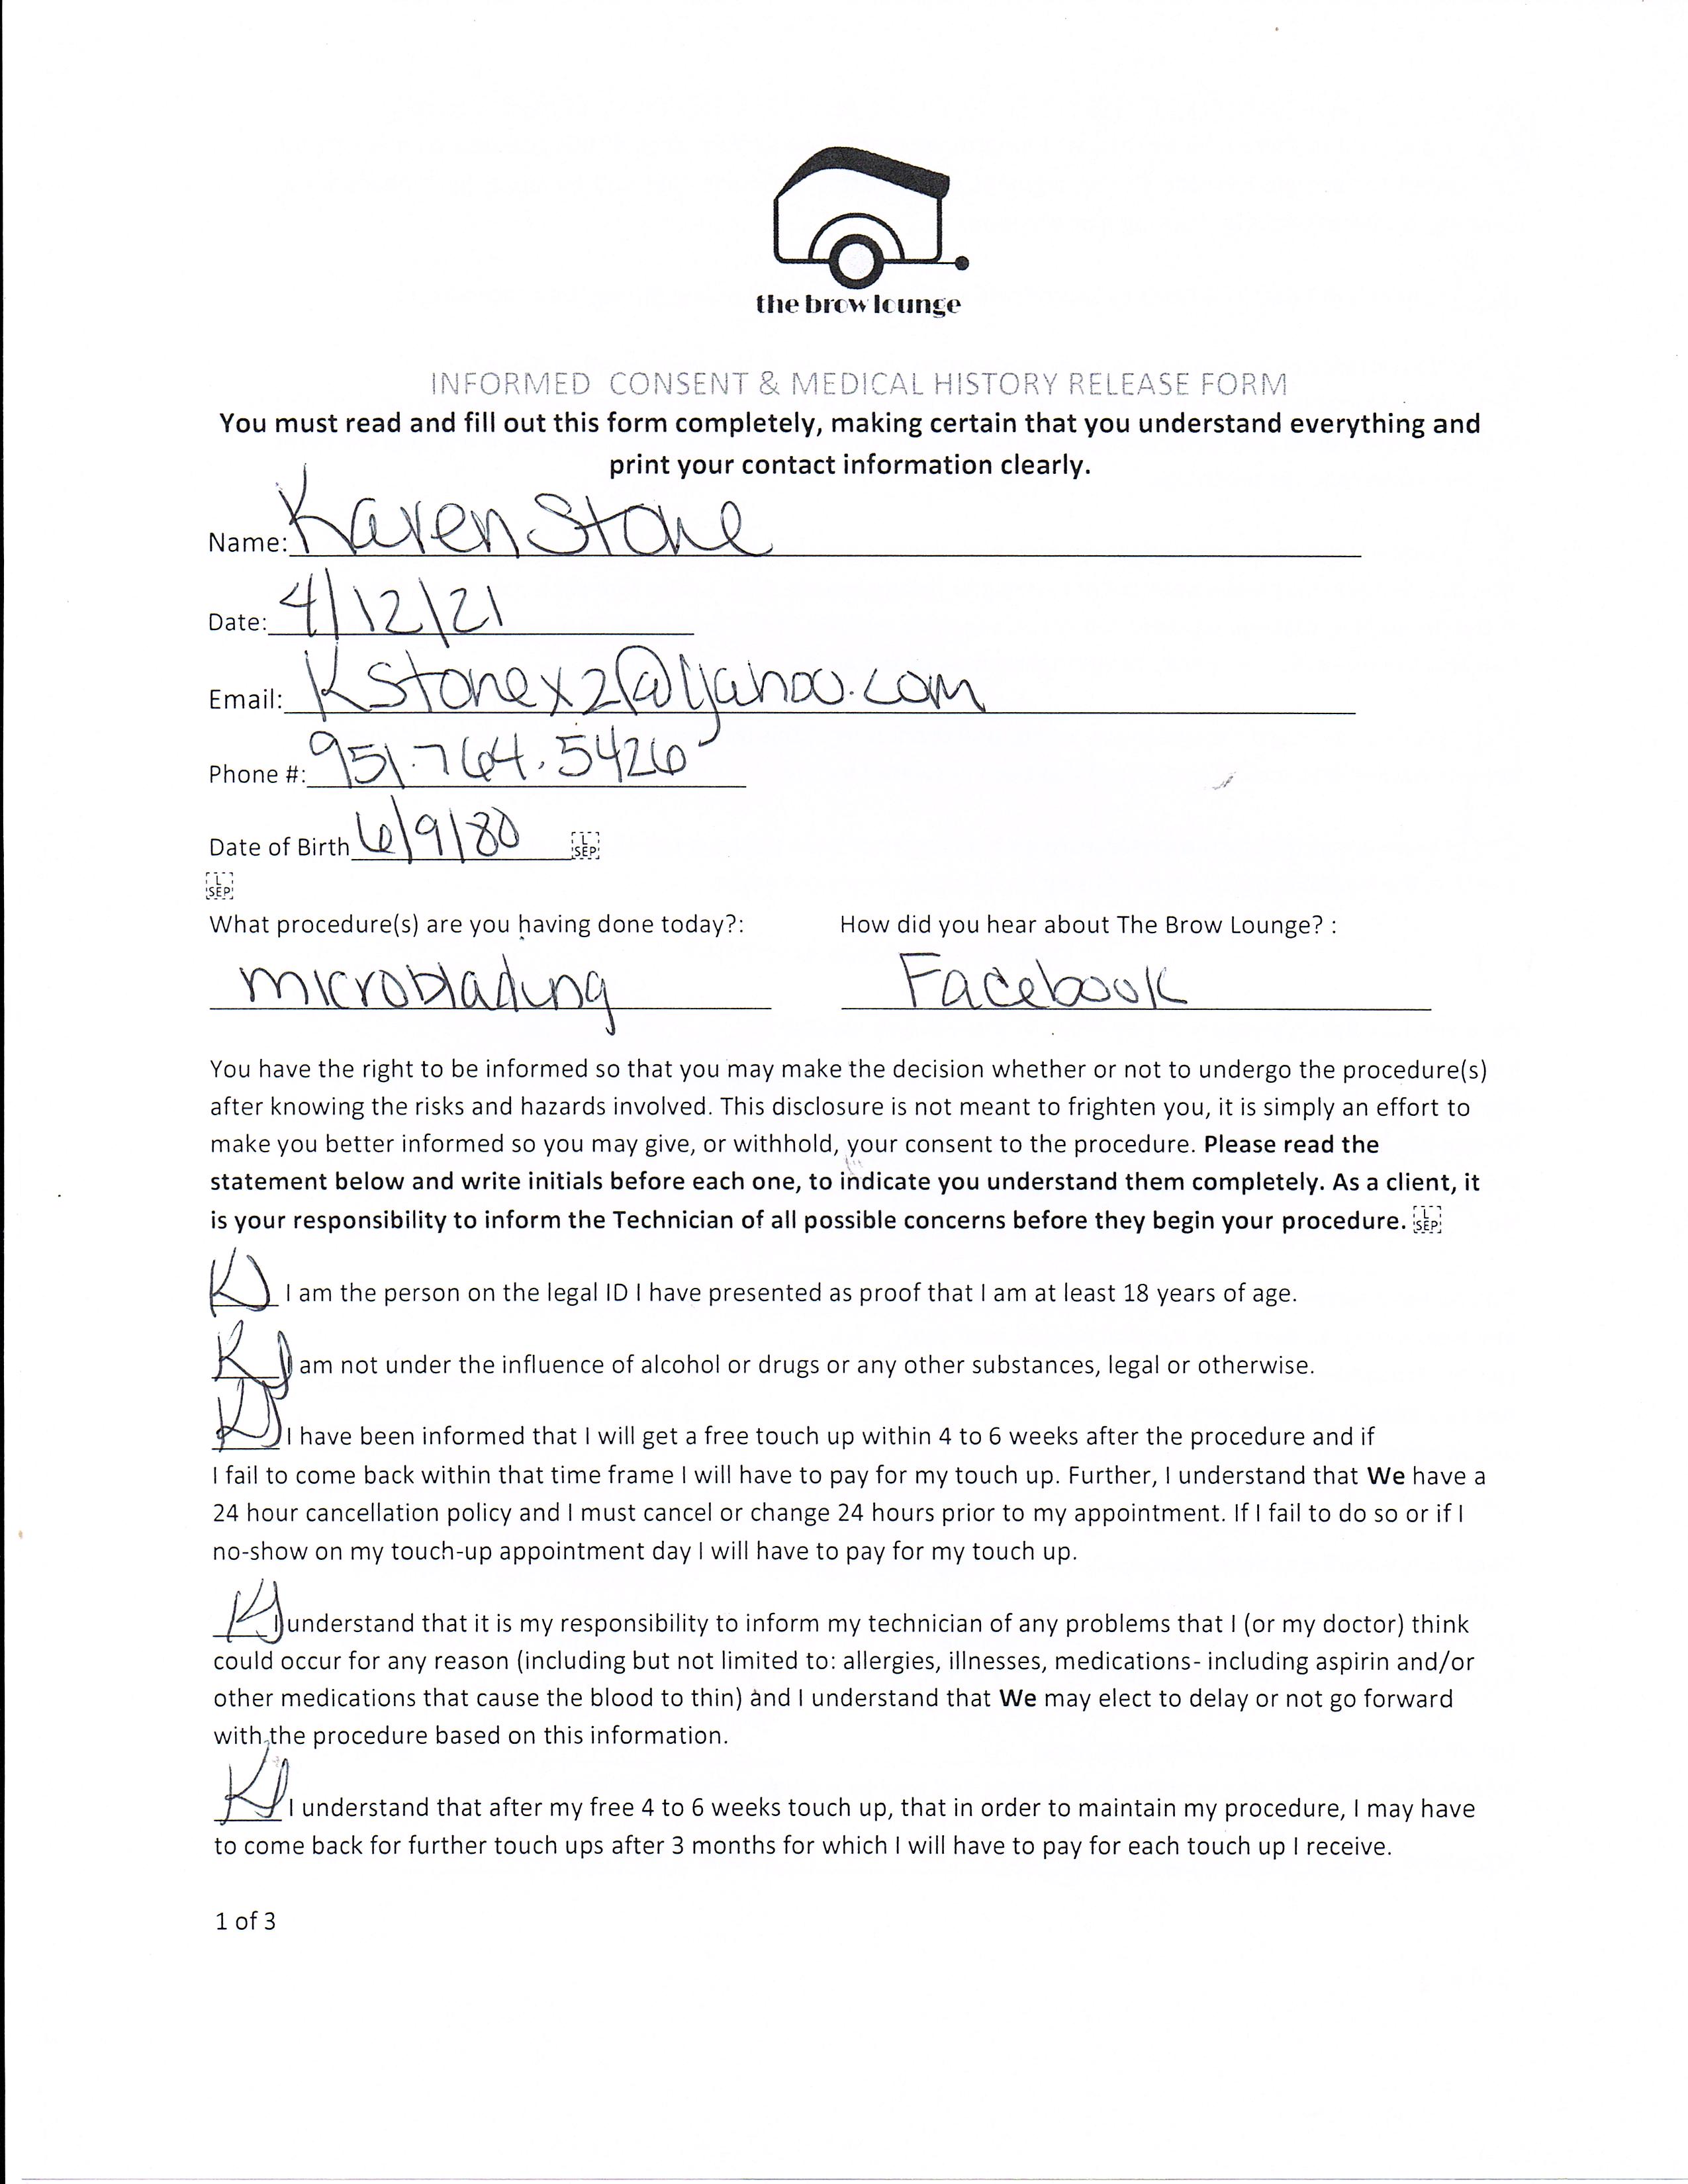 the brow lounge
INFORMED CONSENT & MEDICAL HISTORY RELEASE FORM
You must read and fill out this form completely, making certain that you understand everything and
print your contact information clearly.
Name: Karen Stone
Date: 4/12/21
Email: Kstonex2@yahoo.com
Phone #: 951.764.5426
Date of Birth 6/9/80 L SEP
L SEP
What procedure(s) are you having done today?: How did you hear about The Brow Lounge? :
microblading Facebook
You have the right to be informed so that you may make the decision whether or not to undergo the procedure(s)
after knowing the risks and hazards involved. This disclosure is not meant to frighten you, it is simply an effort to
make you better informed so you may give, or withhold, your consent to the procedure. Please read the
statement below and write initials before each one, to indicate you understand them completely. As a client, it
is your responsibility to inform the Technician of all possible concerns before they begin your procedure. L SEP
KS I am the person on the legal ID I have presented as proof that I am at least 18 years of age.
KS I am not under the influence of alcohol or drugs or any other substances, legal or otherwise.
KS I have been informed that I will get a free touch up within 4 to 6 weeks after the procedure and if
I fail to come back within that time frame I will have to pay for my touch up. Further, I understand that We have a
24 hour cancellation policy and I must cancel or change 24 hours prior to my appointment. If I fail to do so or if I
no-show on my touch-up appointment day I will have to pay for my touch up.
KS I understand that it is my responsibility to inform my technician of any problems that I (or my doctor) think
could occur for any reason (including but not limited to: allergies, illnesses, medications- including aspirin and/or
other medications that cause the blood to thin) and I understand that We may elect to delay or not go forward
with the procedure based on this information.
KS I understand that after my free 4 to 6 weeks touch up, that in order to maintain my procedure, I may have
to come back for further touch ups after 3 months for which I will have to pay for each touch up I receive.
1 of 3